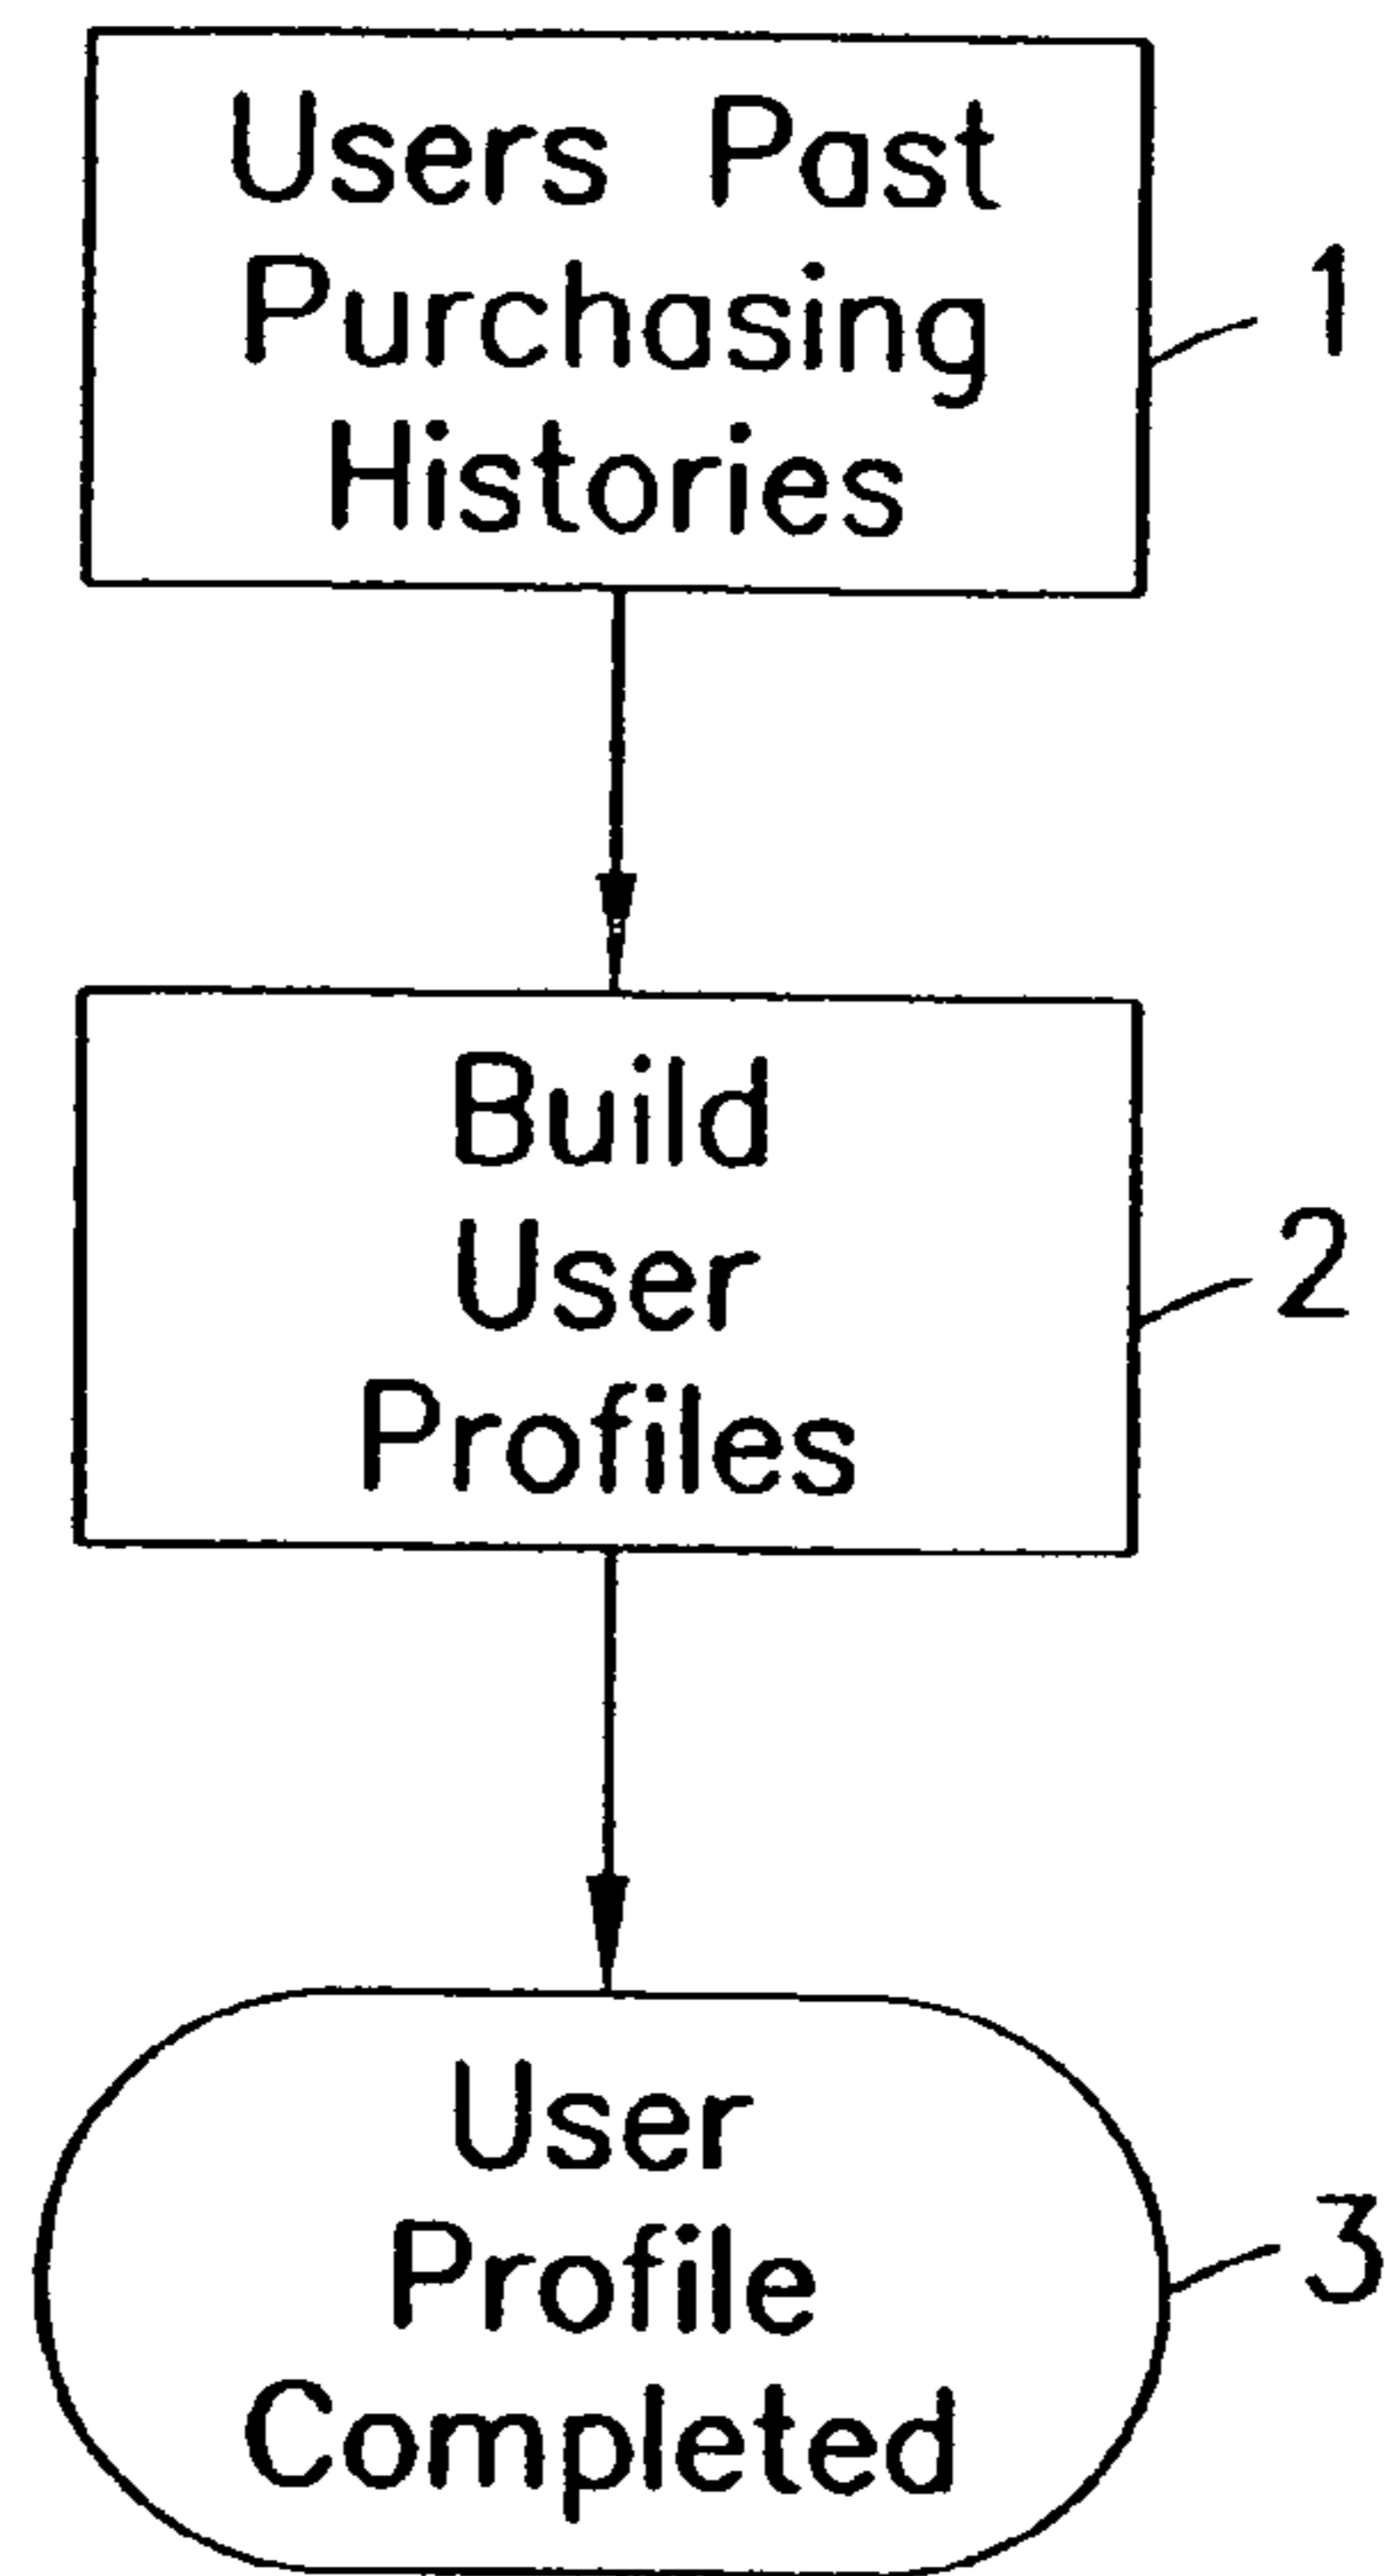 Users Past
Purchasing
Histories
1
Build
User
Profiles
2
User
Profile
Completed
3